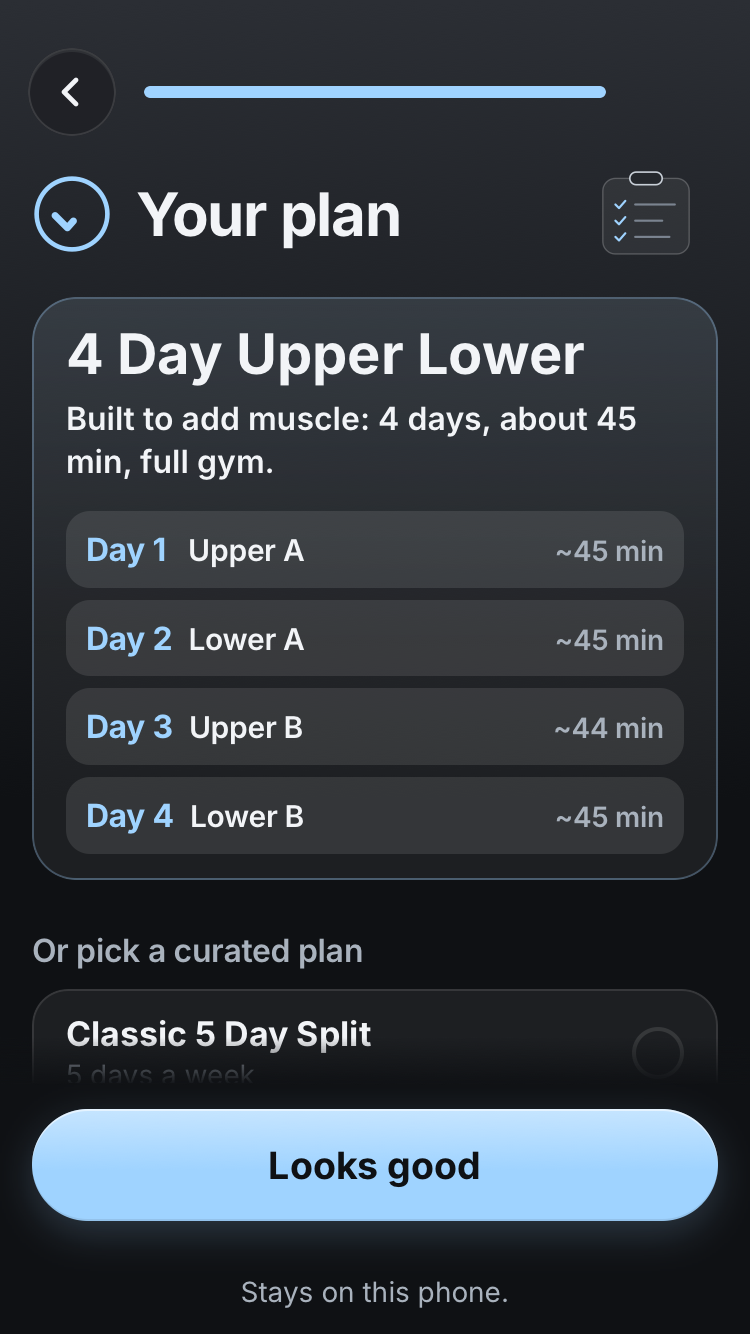 Your plan
4 Day Upper Lower
Built to add muscle: 4 days, about 45
min, full gym.
Day 1 Upper A ~45 min
Day 2 Lower A ~45 min
Day 3 Upper B ~44 min
Day 4 Lower B ~45 min
Or pick a curated plan
Classic 5 Day Split
5 days a week
Looks good
Stays on this phone.